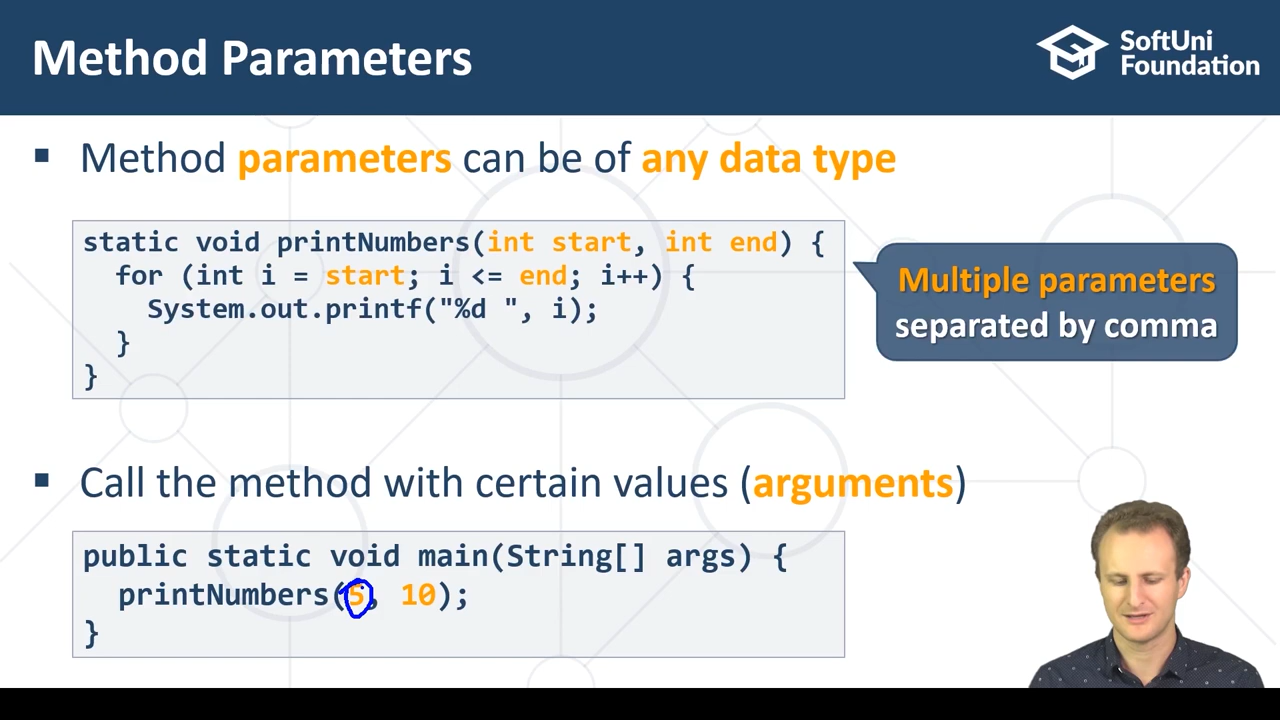 Method Parameters
SoftUni
Foundation
▪ Method parameters can be of any data type
static void printNumbers(int start, int end) {
  for (int i = start; i <= end; i++) {
    System.out.printf("%d ", i);
  }
}
Multiple parameters
separated by comma
▪ Call the method with certain values (arguments)
public static void main(String[] args) {
  printNumbers(5, 10);
}